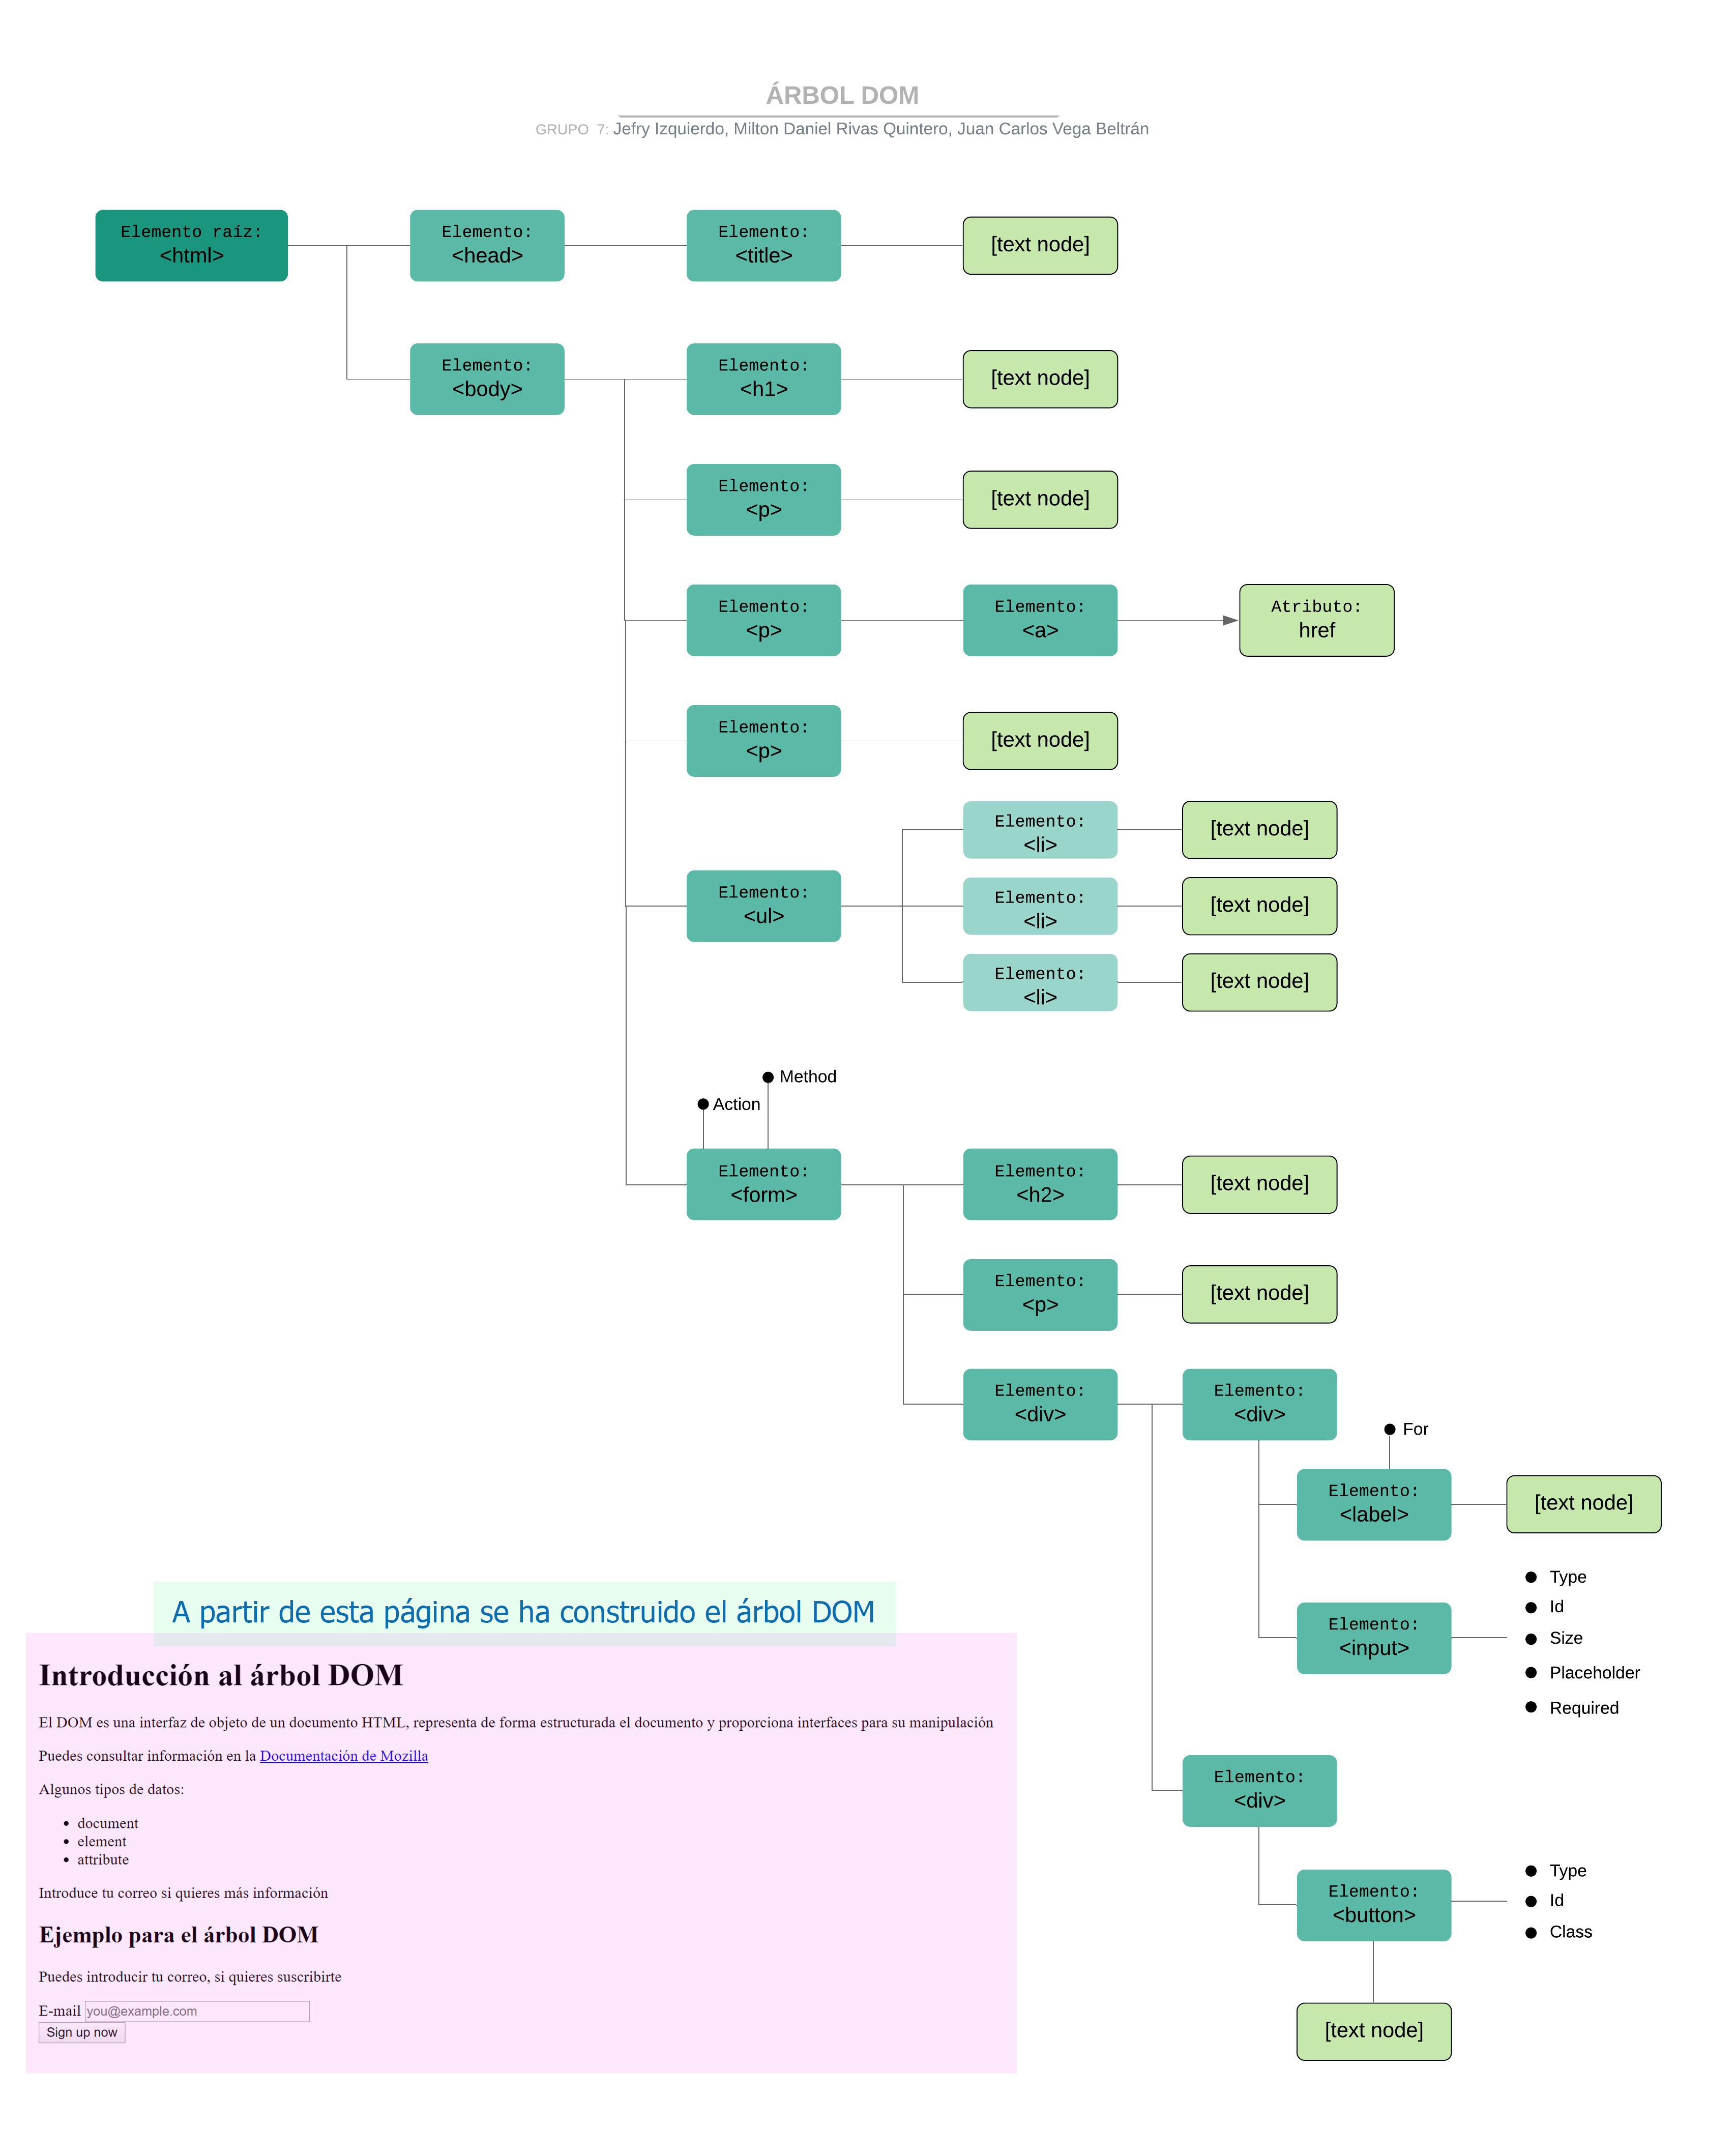 ÁRBOL DOM
GRUPO 7: Jefry Izquierdo, Milton Daniel Rivas Quintero, Juan Carlos Vega Beltrán
Elemento raíz:
<html>
Elemento:
<head>
Elemento:
<title>
[text node]
Elemento:
<body>
Elemento:
<h1>
[text node]
Elemento:
<p>
[text node]
Elemento:
<p>
Elemento:
<a>
Atributo:
href
Elemento:
<p>
[text node]
Elemento:
<ul>
Elemento:
<li>
[text node]
Elemento:
<li>
[text node]
Elemento:
<li>
[text node]
Method
Action
Elemento:
<form>
Elemento:
<h2>
[text node]
Elemento:
<p>
[text node]
Elemento:
<div>
Elemento:
<div>
For
Elemento:
<label>
[text node]
Elemento:
<input>
Type
Id
Size
Placeholder
Required
Elemento:
<div>
Elemento:
<button>
Type
Id
Class
[text node]
A partir de esta página se ha construido el árbol DOM
Introducción al árbol DOM
El DOM es una interfaz de objeto de un documento HTML, representa de forma estructurada el documento y proporciona interfaces para su manipulación
Puedes consultar información en la Documentación de Mozilla
Algunos tipos de datos:
• document
• element
• attribute
Introduce tu correo si quieres más información
Ejemplo para el árbol DOM
Puedes introducir tu correo, si quieres suscribirte
E-mail you@example.com
Sign up now